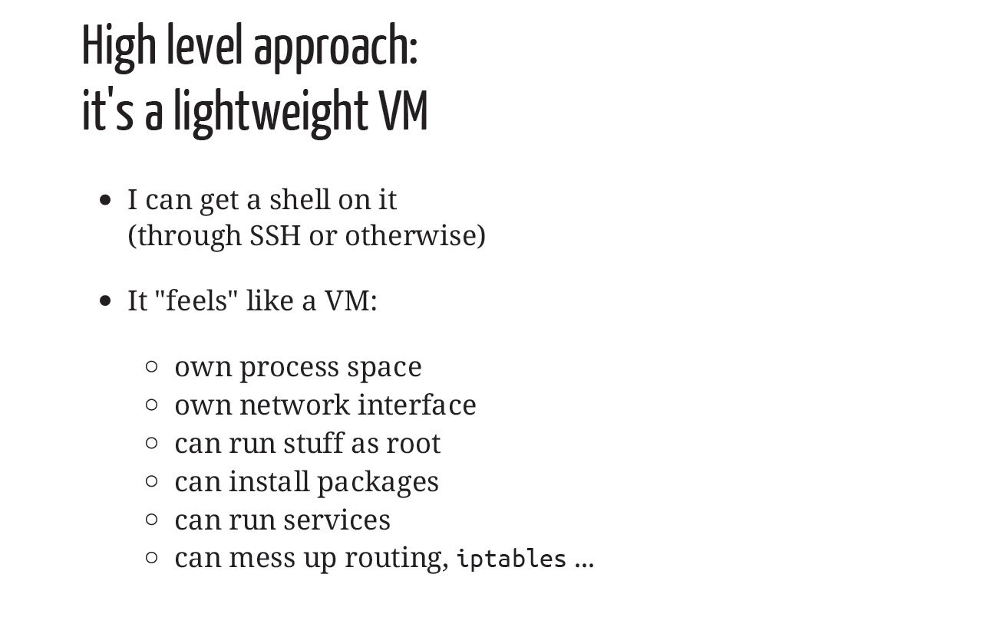 High level approach:
it's a lightweight VM
• I can get a shell on it
(through SSH or otherwise)
• It "feels" like a VM:
○ own process space
○ own network interface
○ can run stuff as root
○ can install packages
○ can run services
○ can mess up routing, iptables ...